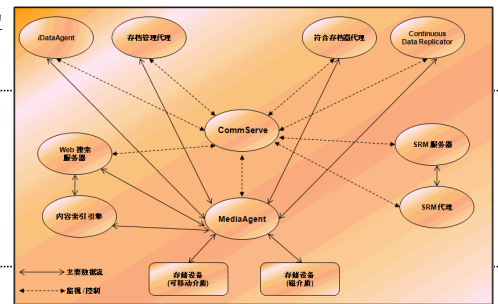 iDataAgent
存档管理代理
符合存档器代理
Continuous
Data Replicator
CommServe
Web 搜索
服务器
SRM 服务器
内容索引引擎
SRM 代理
MediaAgent
存储设备
(可移动介质)
存储设备
(磁介质)
主要数据流
监视/控制